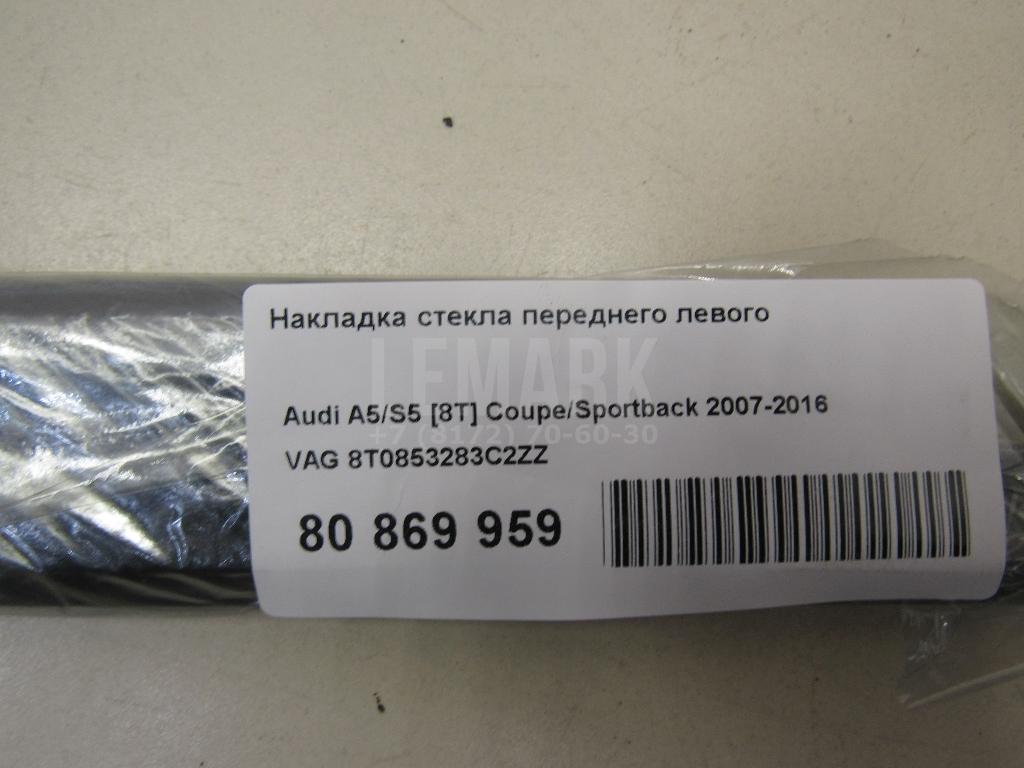 Накладка стекла переднего левого
LEMARK
Audi A5/S5 [8T] Coupe/Sportback 2007-2016
+7 (8172) 70-60-30
VAG 8T0853283C2ZZ
80 869 959